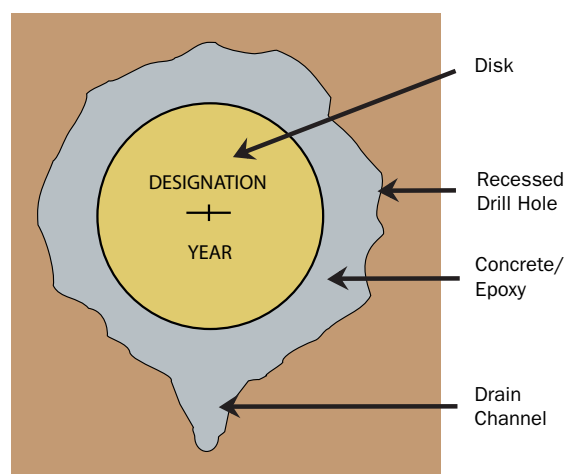 Disk
DESIGNATION
YEAR
Recessed
Drill Hole
Concrete/
Epoxy
Drain
Channel